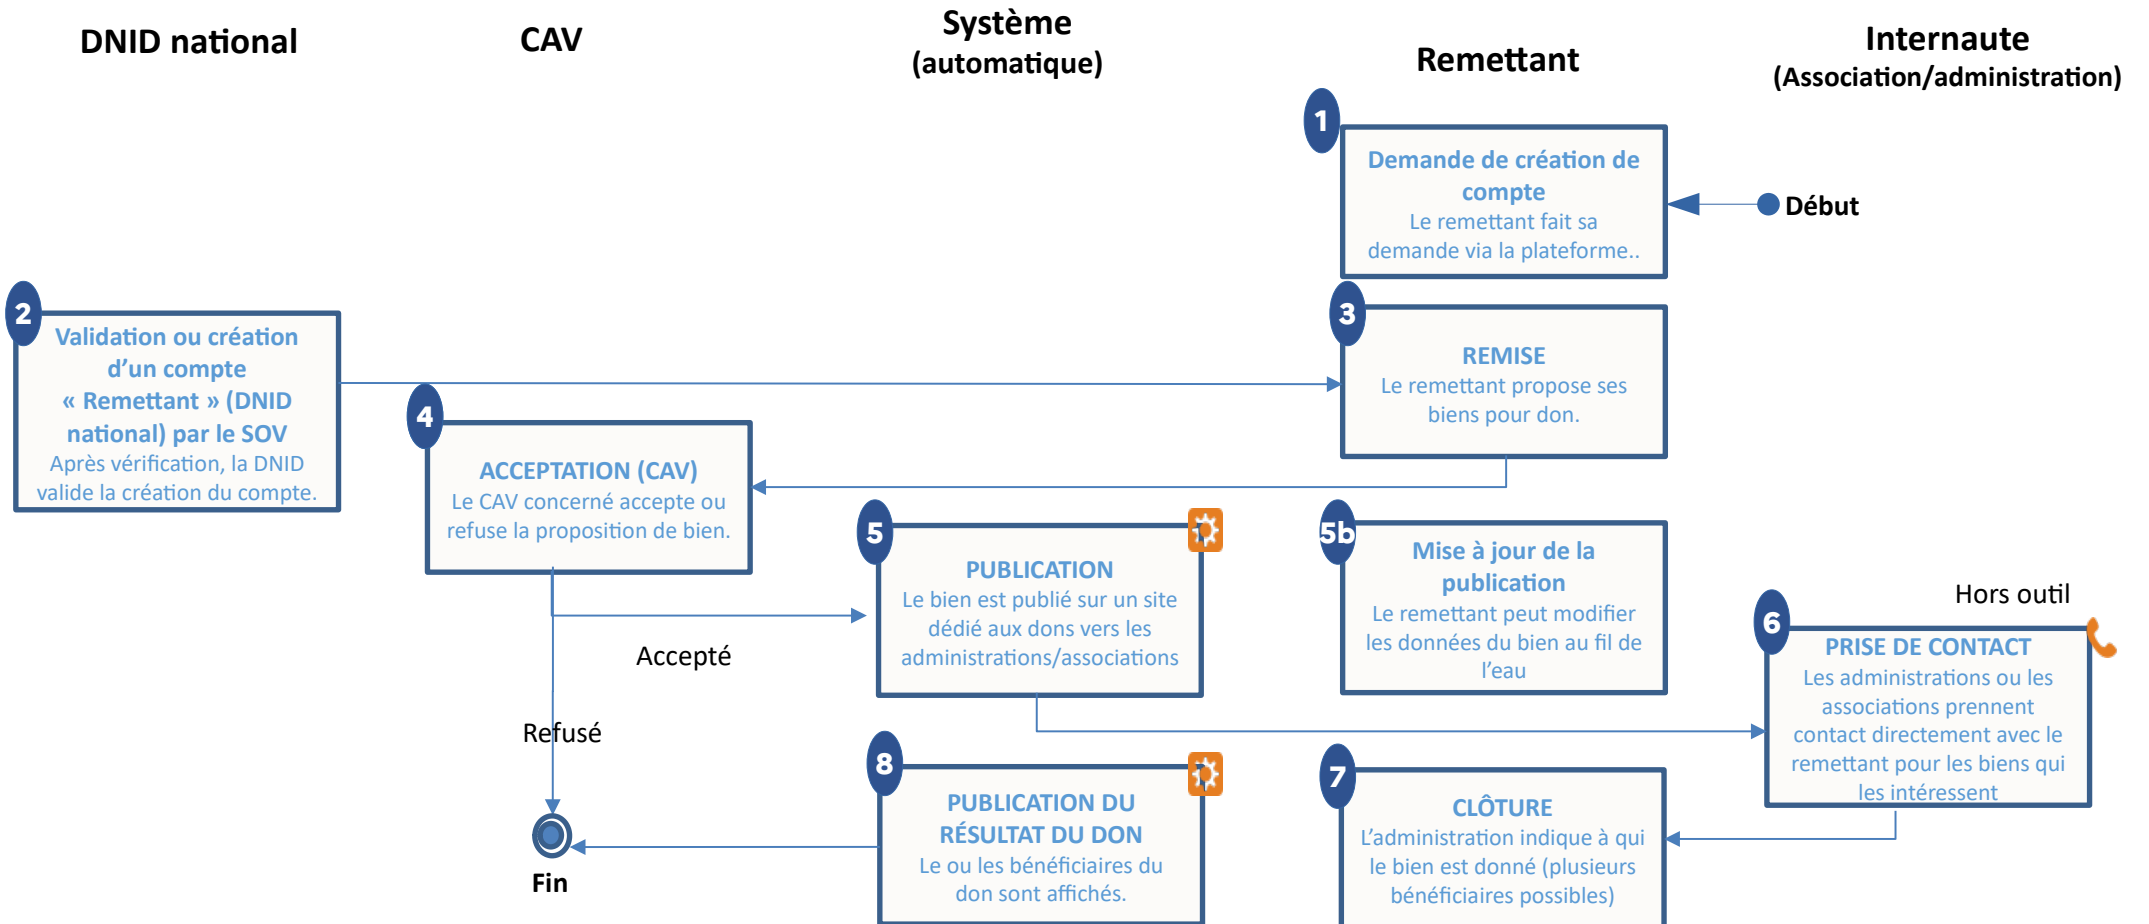 DNID national
CAV
Système
(automatique)
Remettant
Internaute
(Association/administration)
1
Demande de création de
compte
Le remettant fait sa
demande via la plateforme..
Début
2
Validation ou création
d’un compte
« Remettant » (DNID
national) par le SOV
Après vérification, la DNID
valide la création du compte.
3
REMISE
Le remettant propose ses
biens pour don.
4
ACCEPTATION (CAV)
Le CAV concerné accepte ou
refuse la proposition de bien.
Accepté
Refusé
5
PUBLICATION
Le bien est publié sur un site
dédié aux dons vers les
administrations/associations
5b
Mise à jour de la
publication
Le remettant peut modifier
les données du bien au fil de
l’eau
Hors outil
6
PRISE DE CONTACT
Les administrations ou les
associations prennent
contact directement avec le
remettant pour les biens qui
les intéressent
7
CLÔTURE
L’administration indique à qui
le bien est donné (plusieurs
bénéficiaires possibles)
8
PUBLICATION DU
RÉSULTAT DU DON
Le ou les bénéficiaires du
don sont affichés.
Fin